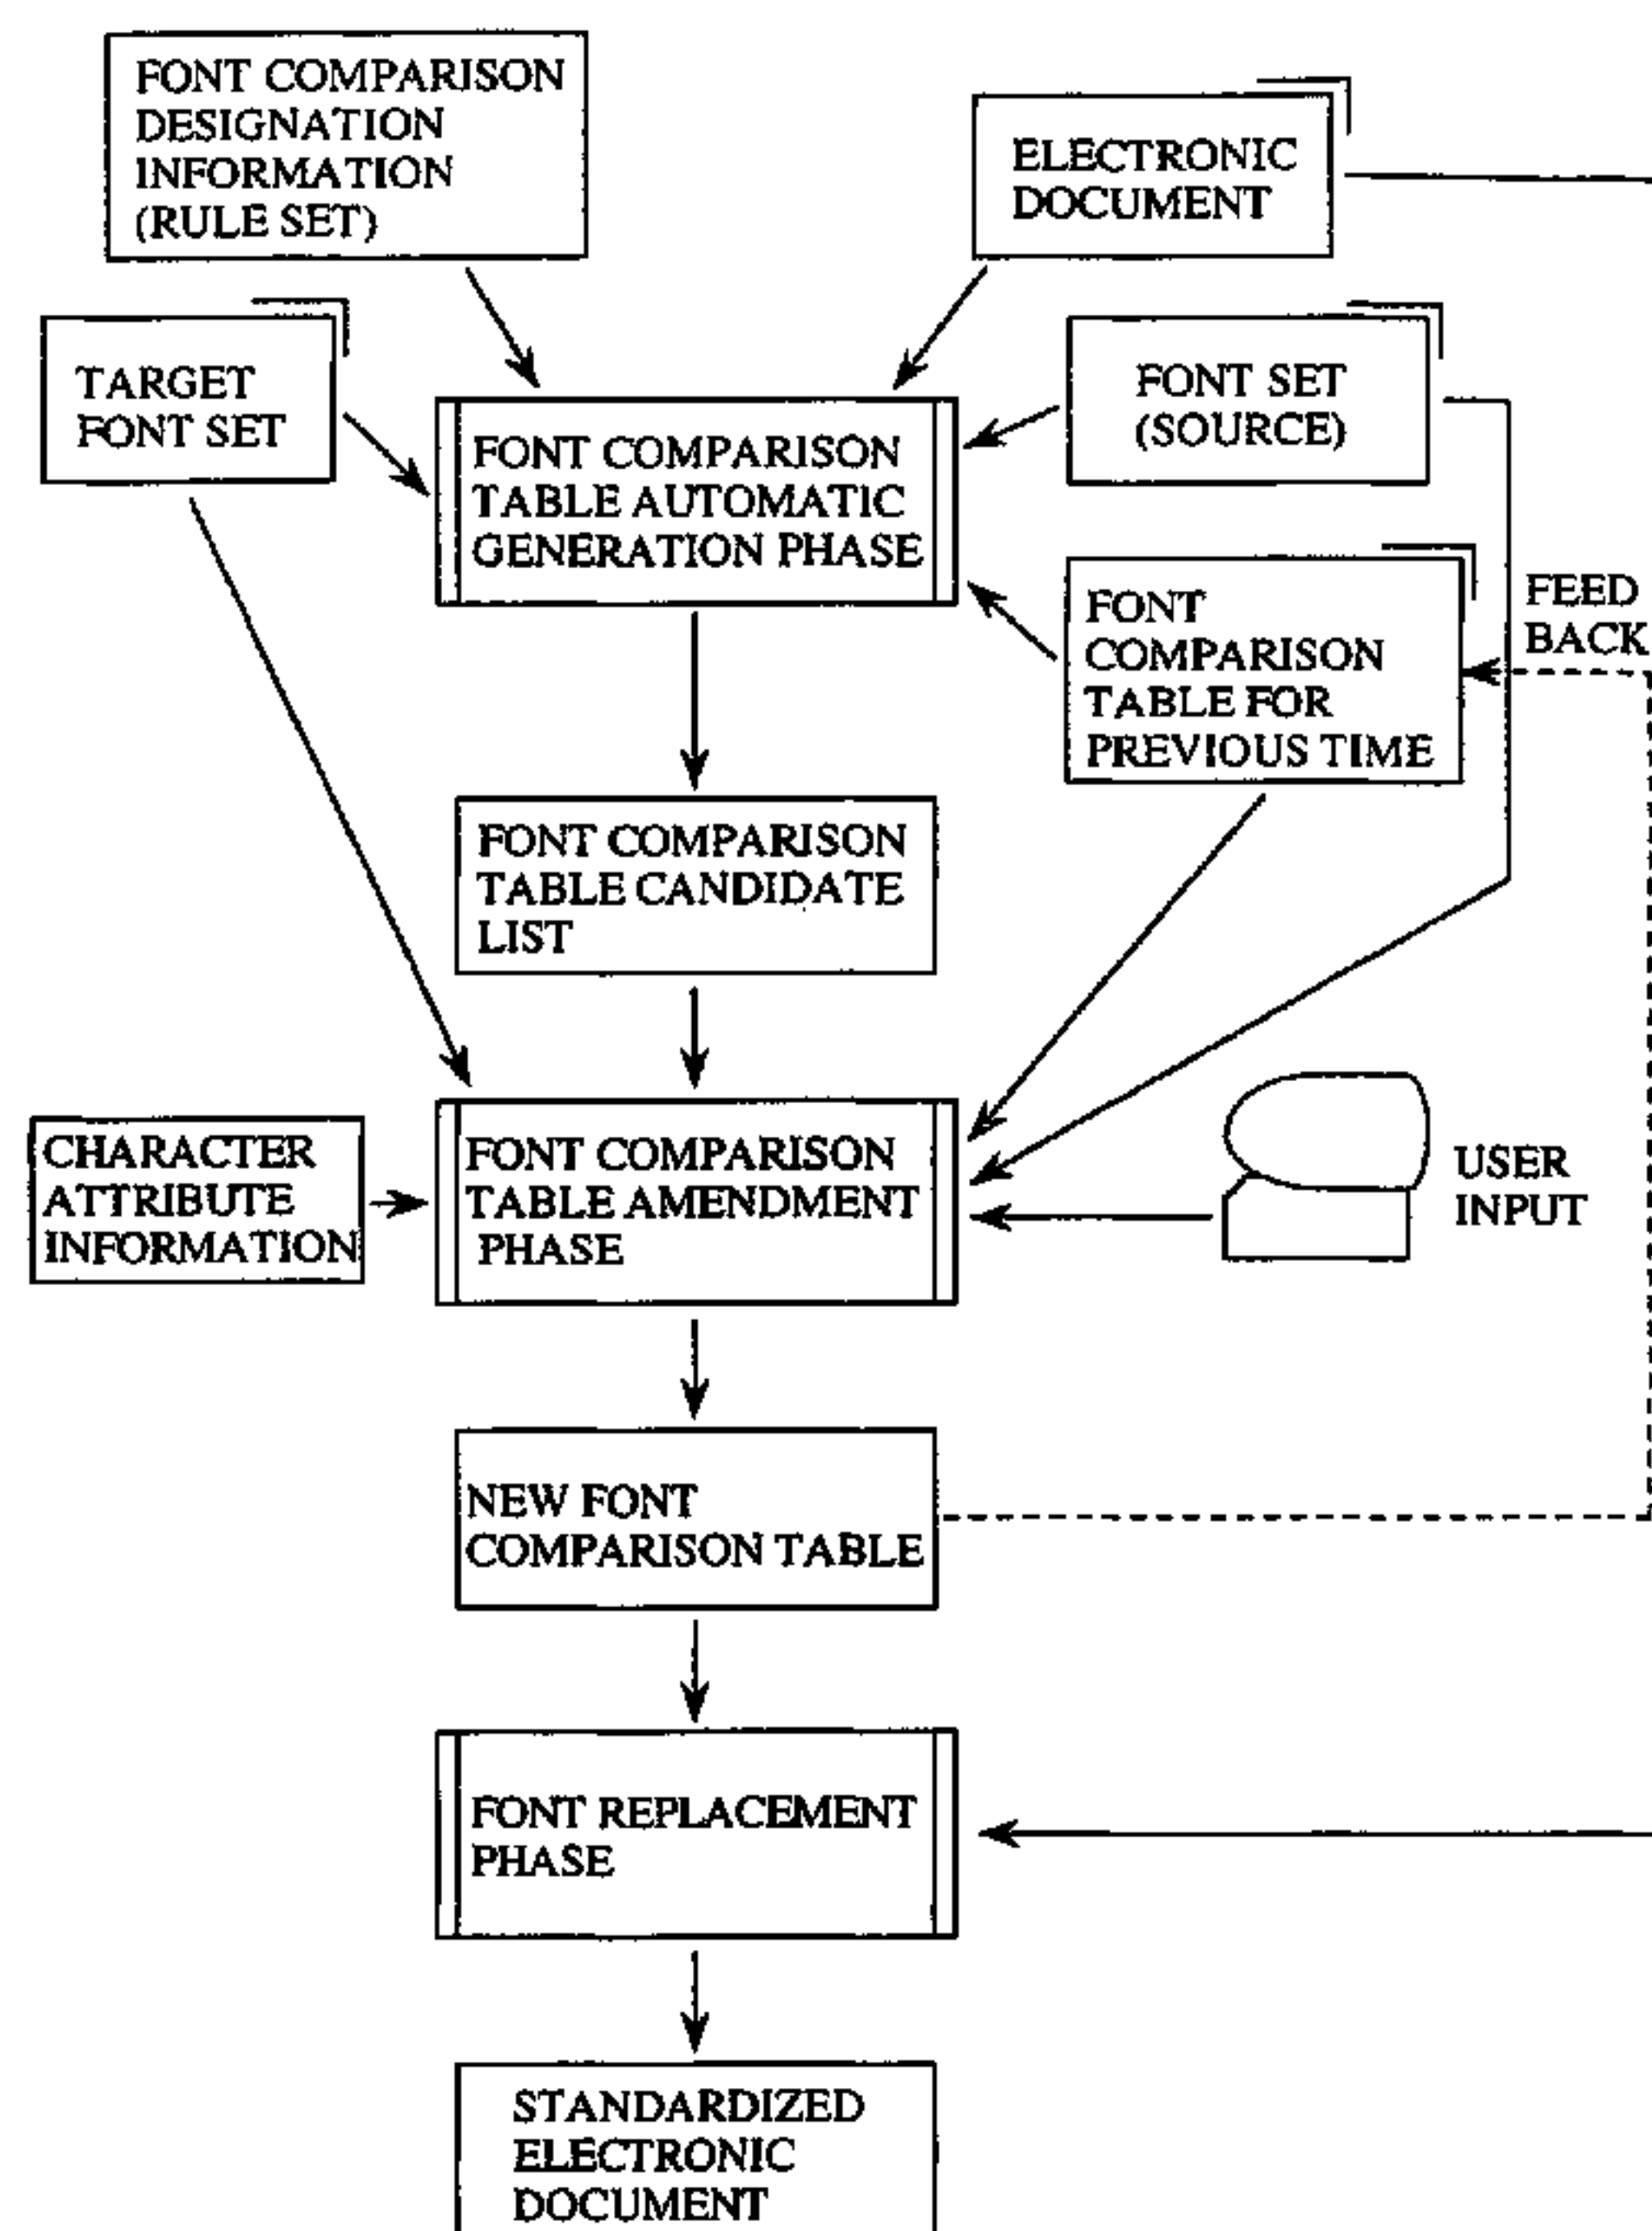 FONT COMPARISON
DESIGNATION
INFORMATION
(RULE SET)
ELECTRONIC
DOCUMENT
TARGET
FONT SET
FONT SET
(SOURCE)
FONT COMPARISON
TABLE AUTOMATIC
GENERATION PHASE
FONT
COMPARISON
TABLE FOR
PREVIOUS TIME
FEED
BACK
FONT COMPARISON
TABLE CANDIDATE
LIST
CHARACTER
ATTRIBUTE
INFORMATION
FONT COMPARISON
TABLE AMENDMENT
PHASE
USER
INPUT
NEW FONT
COMPARISON TABLE
FONT REPLACEMENT
PHASE
STANDARDIZED
ELECTRONIC
DOCUMENT